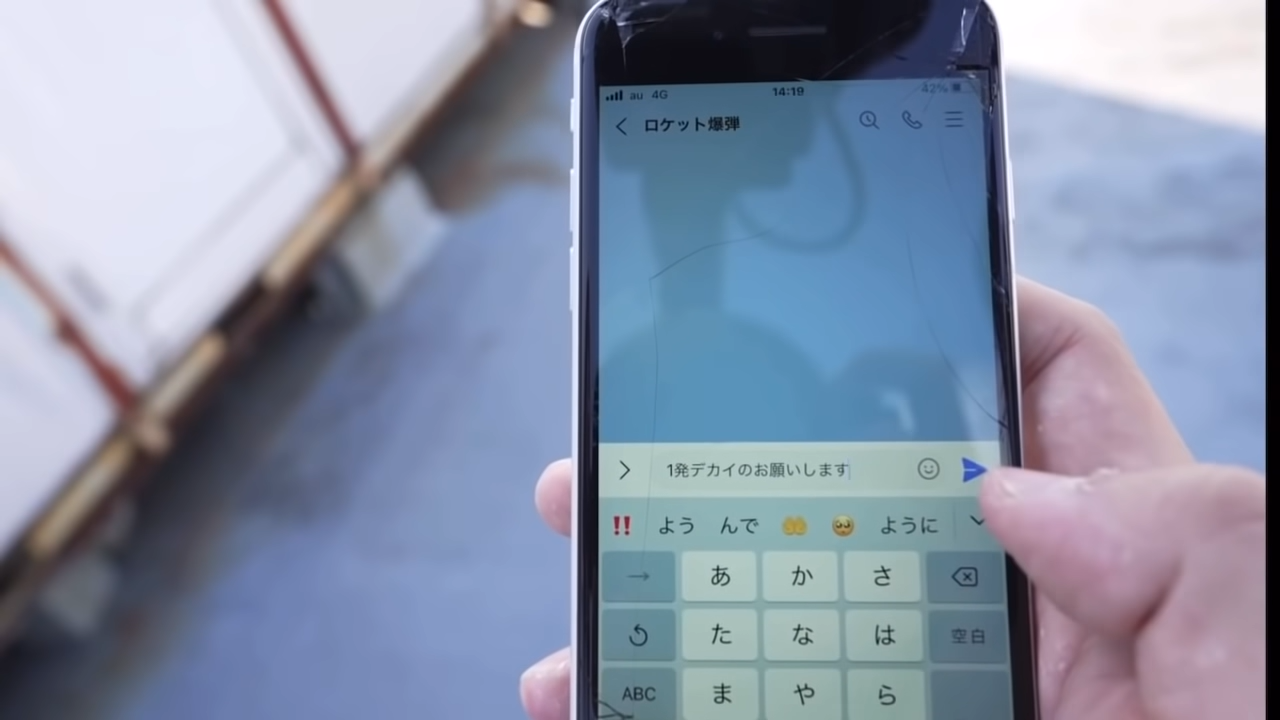 au 4G 14:19 42%
ロケット爆弾
1発デカイのお願いします
‼️ よう んで 🤲 🥺 ように
→ あ か さ
た な は 空白
ABC ま や ら